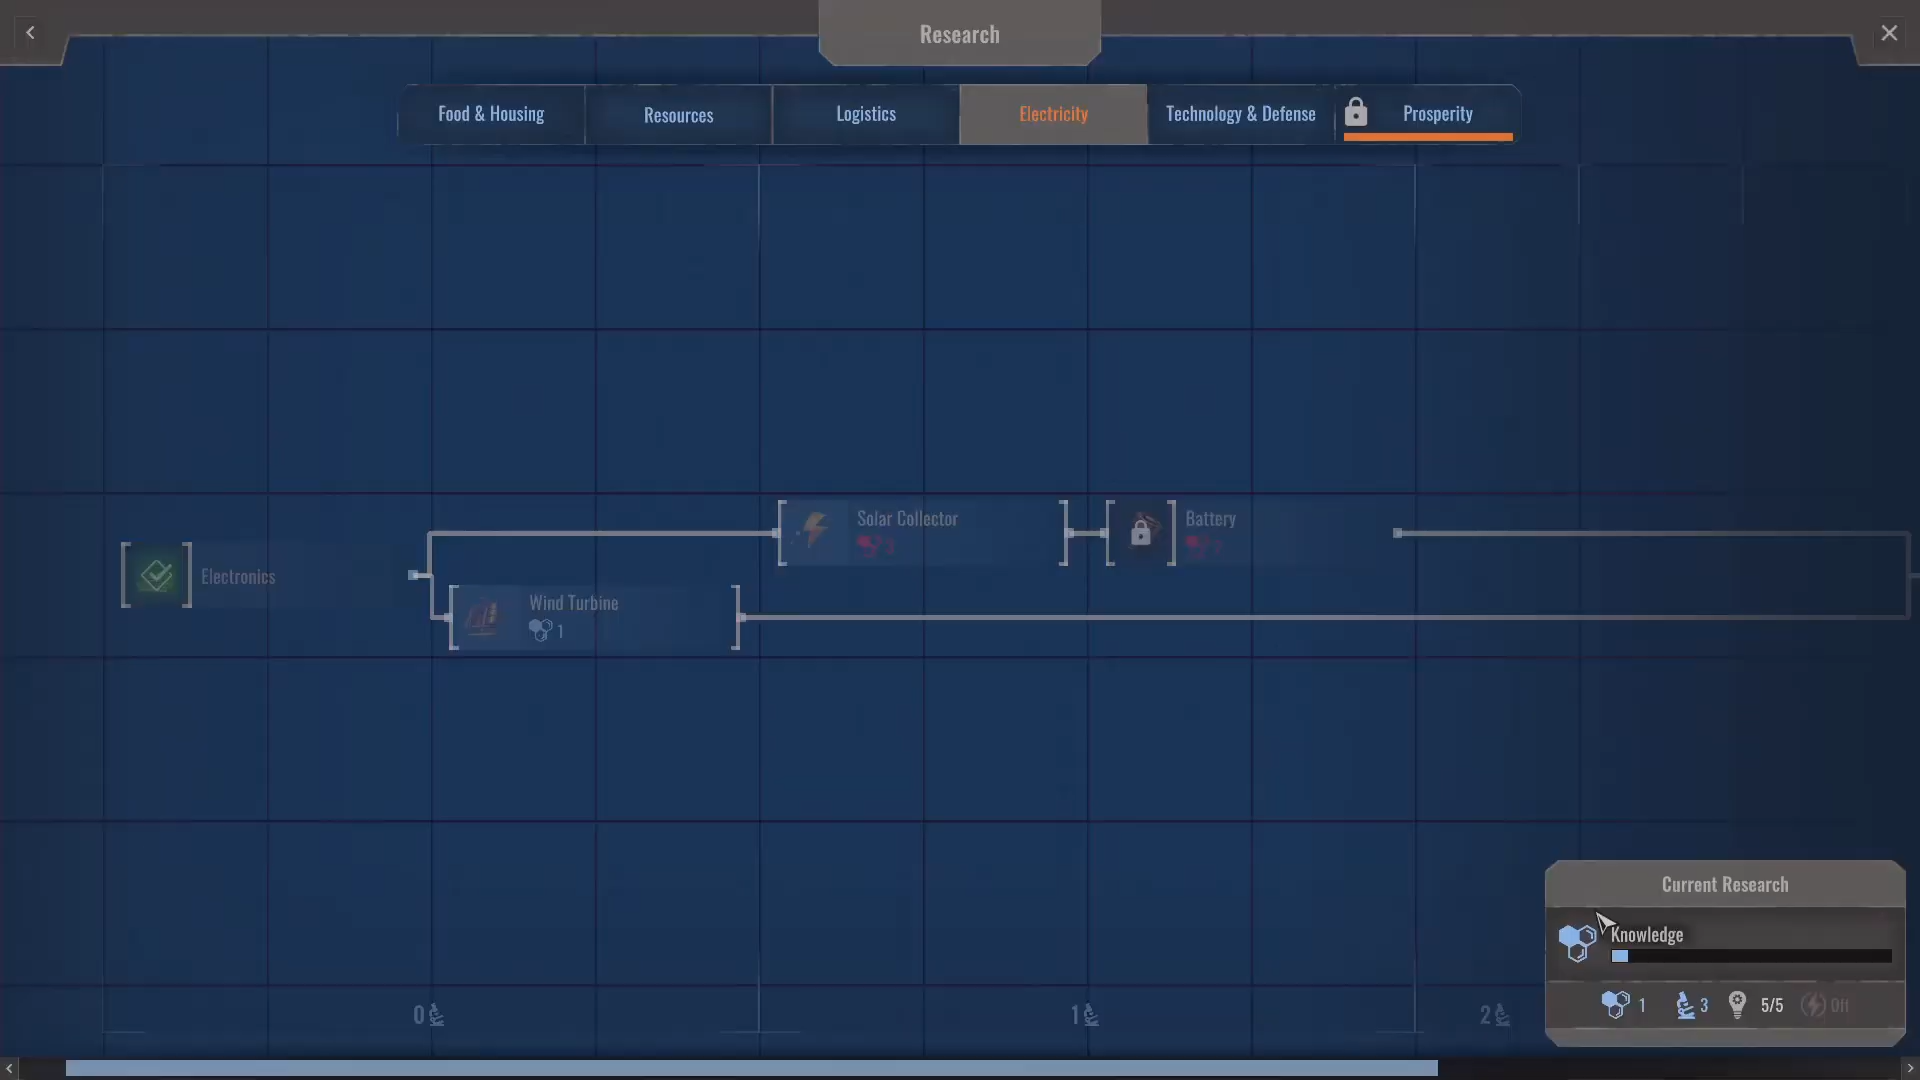 Research
Food & Housing
Resources
Logistics
Electricity
Technology & Defense
Prosperity
Solar Collector
3
Battery
Electronics
Wind Turbine
1
Current Research
Knowledge
1
3
5/5
Off
0
1
2